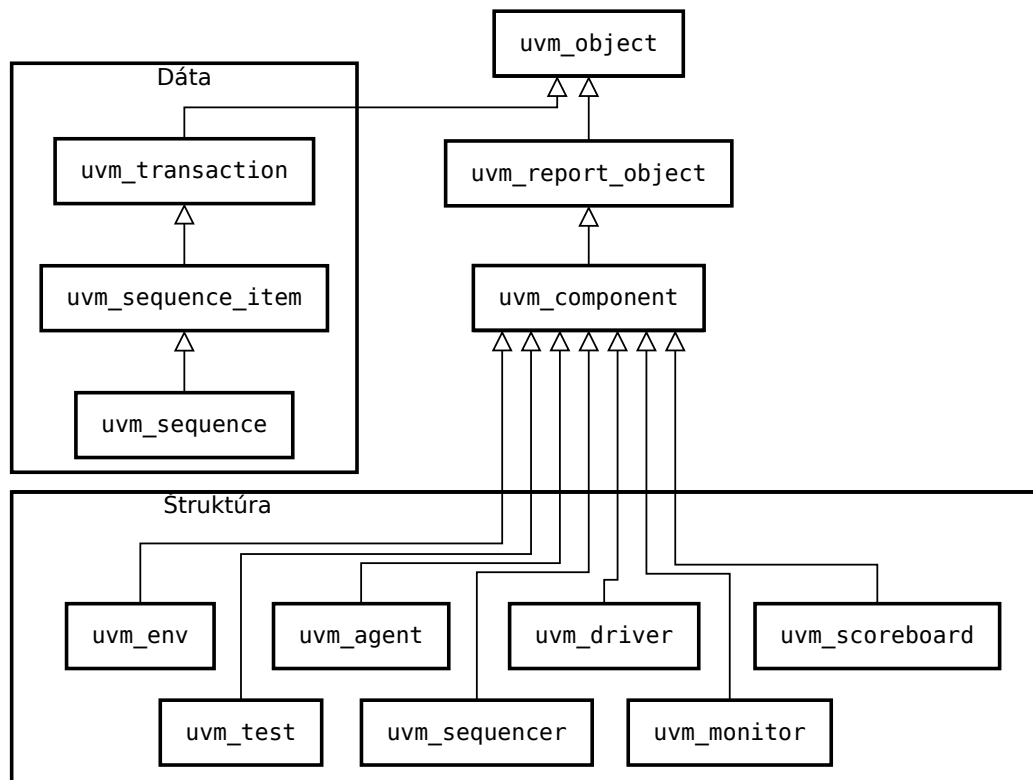 uvm_object
Dáta
uvm_transaction
uvm_report_object
uvm_sequence_item
uvm_component
uvm_sequence
Štruktúra
uvm_env
uvm_agent
uvm_driver
uvm_scoreboard
uvm_test
uvm_sequencer
uvm_monitor